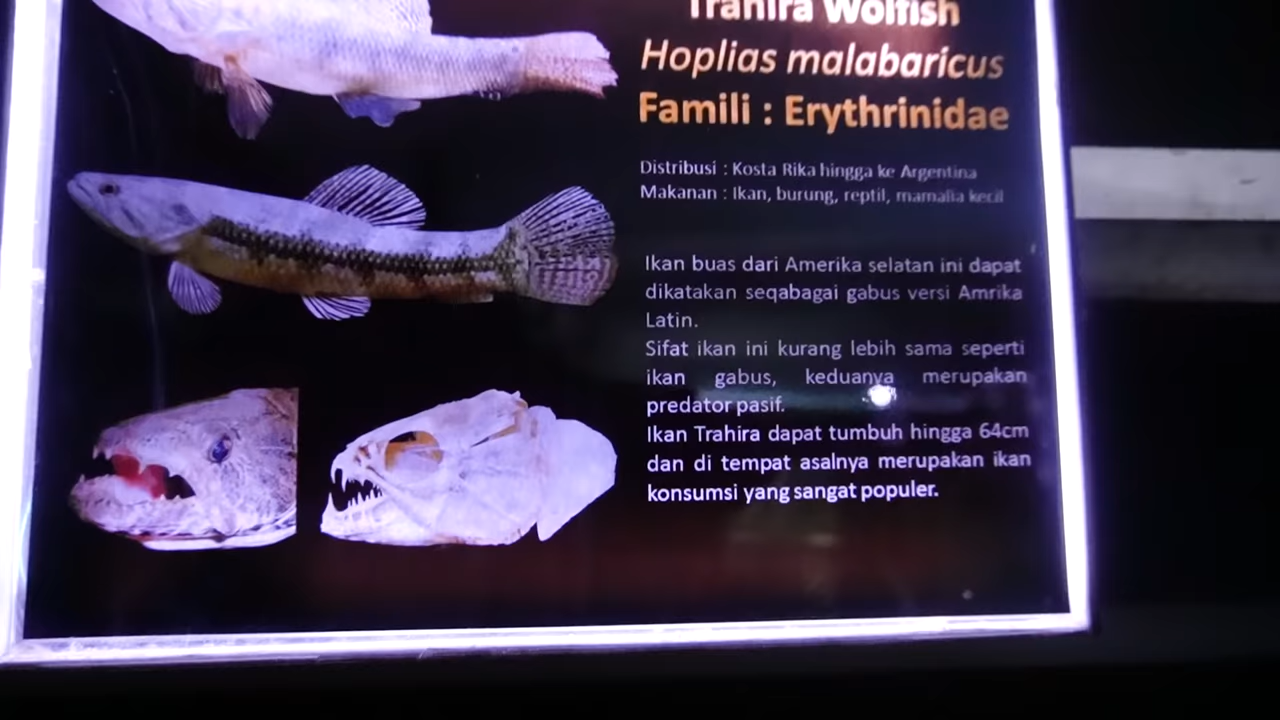 Trahira Wolfish
Hoplias malabaricus
Famili : Erythrinidae
Distribusi : Kosta Rika hingga ke Argentina
Makanan : Ikan, burung, reptil, mamalia kecil
Ikan buas dari Amerika selatan ini dapat
dikatakan seqabagai gabus versi Amrika
Latin.
Sifat ikan ini kurang lebih sama seperti
ikan gabus, keduanya merupakan
predator pasif.
Ikan Trahira dapat tumbuh hingga 64cm
dan di tempat asalnya merupakan ikan
konsumsi yang sangat populer.